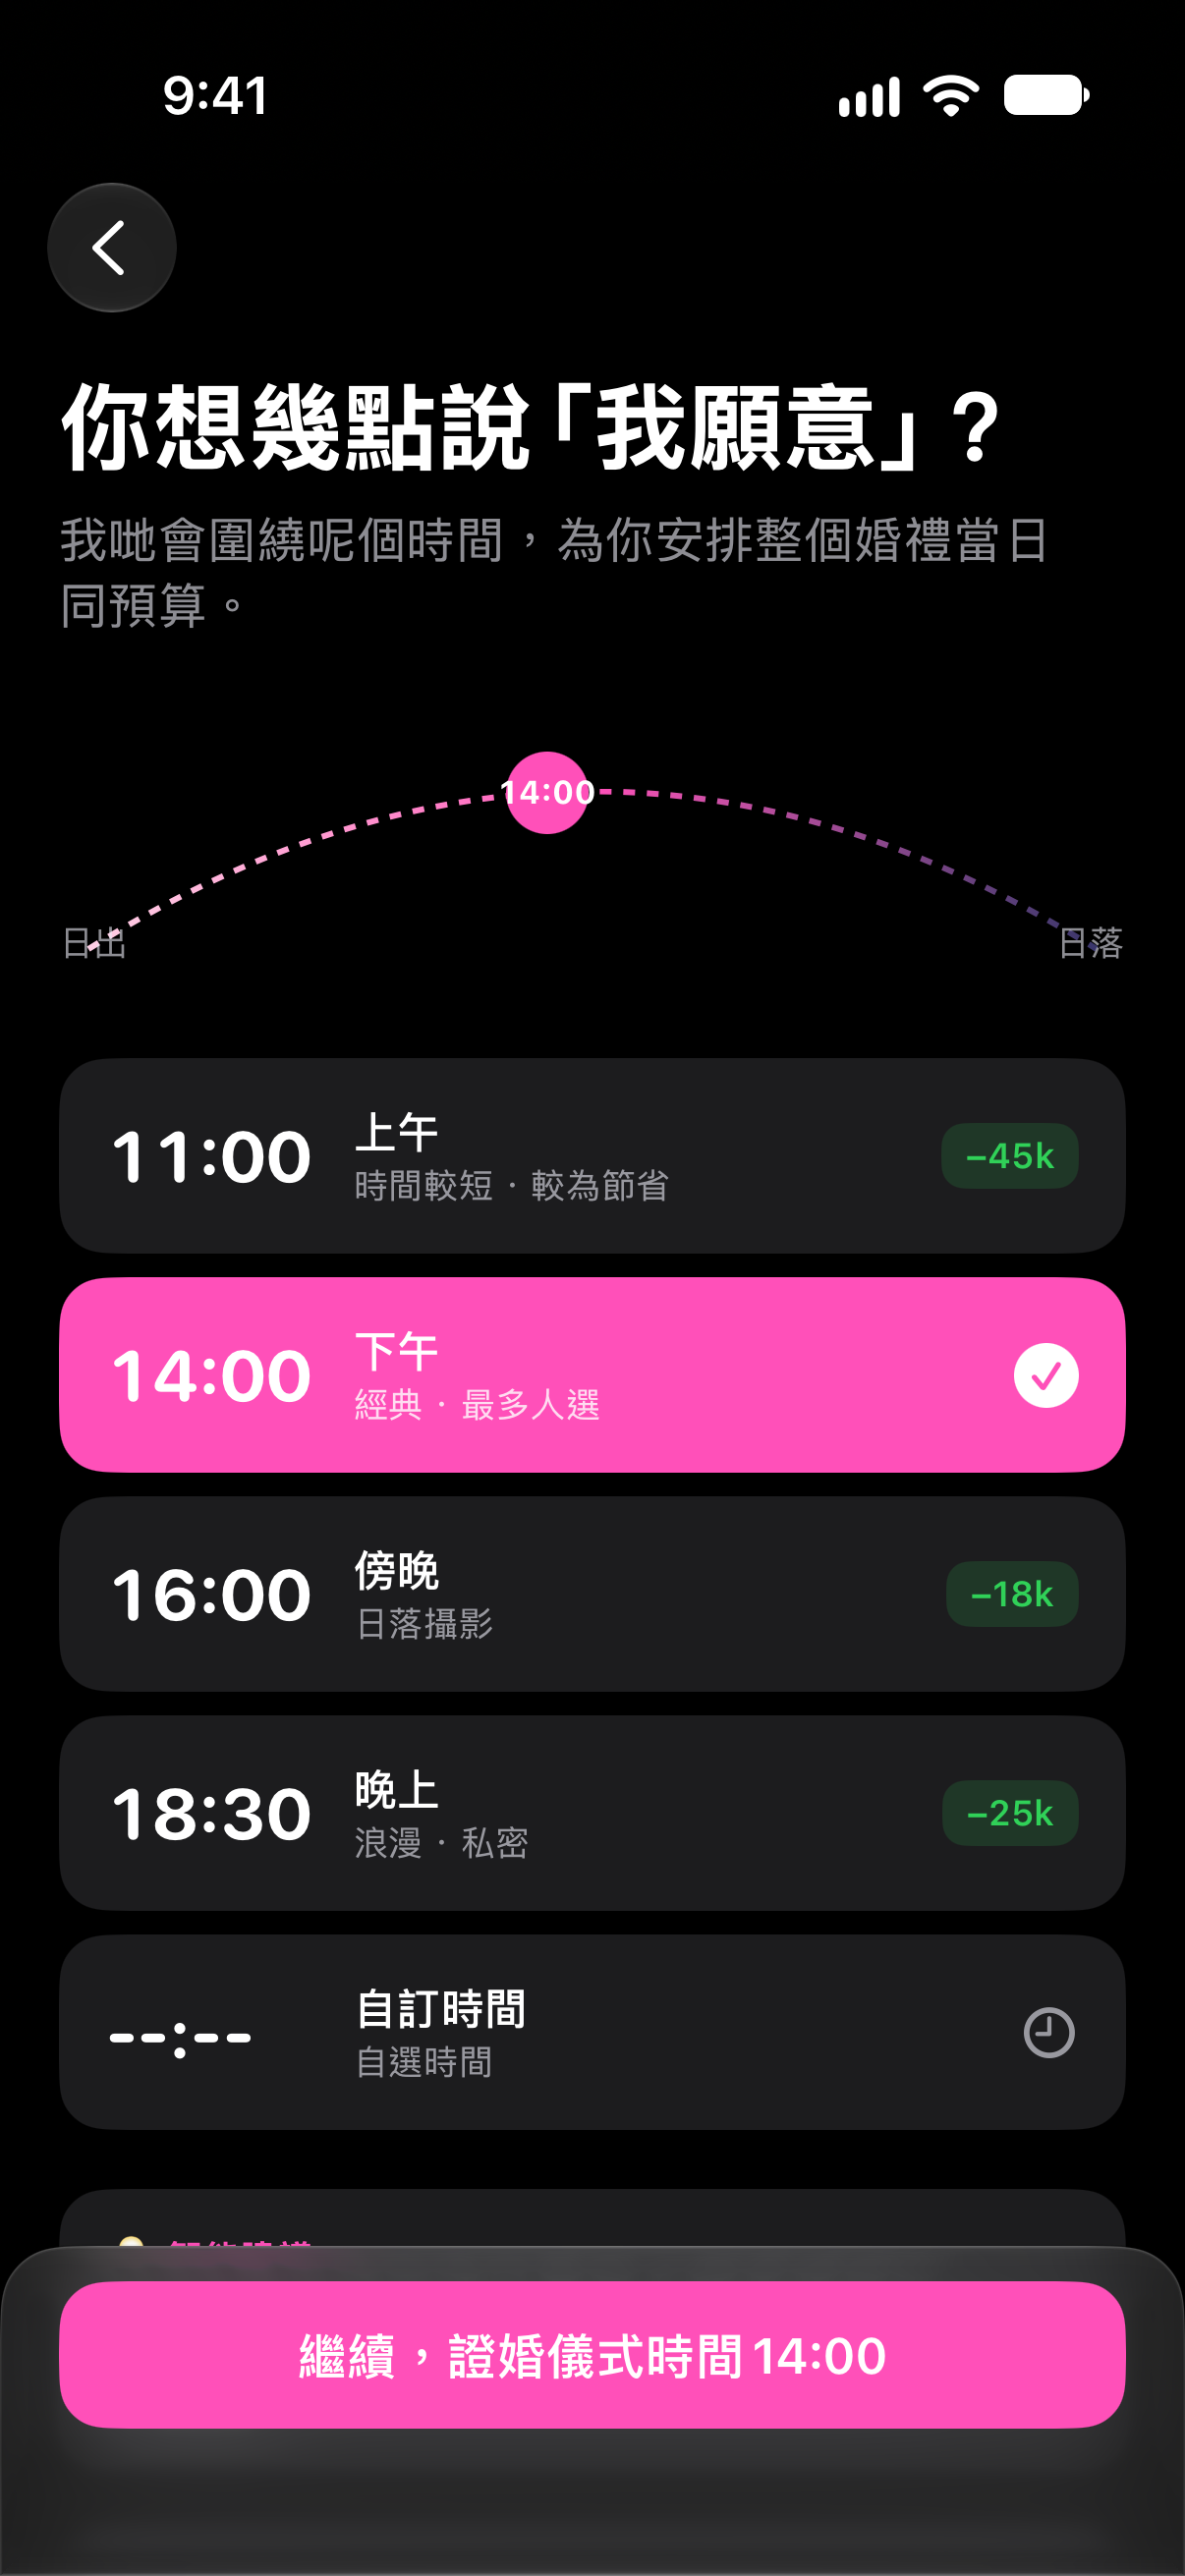 9:41
你想幾點說「我願意」?
我哋會圍繞呢個時間，為你安排整個婚禮當日
同預算。
14:00
日出
日落
11:00
上午
時間較短 · 較為節省
–45k
14:00
下午
經典 · 最多人選
16:00
傍晚
日落攝影
–18k
18:30
晚上
浪漫 · 私密
–25k
--:--
自訂時間
自選時間
繼續，證婚儀式時間 14:00